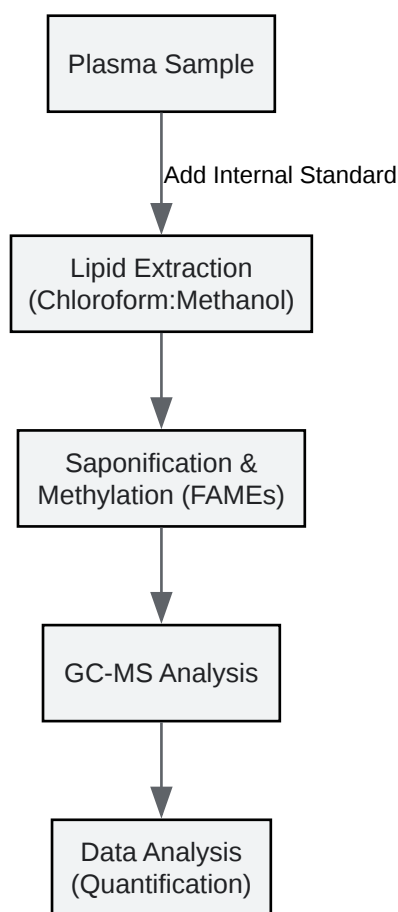 Plasma Sample
Add Internal Standard
Lipid Extraction
(Chloroform:Methanol)
Saponification &
Methylation (FAMEs)
GC-MS Analysis
Data Analysis
(Quantification)